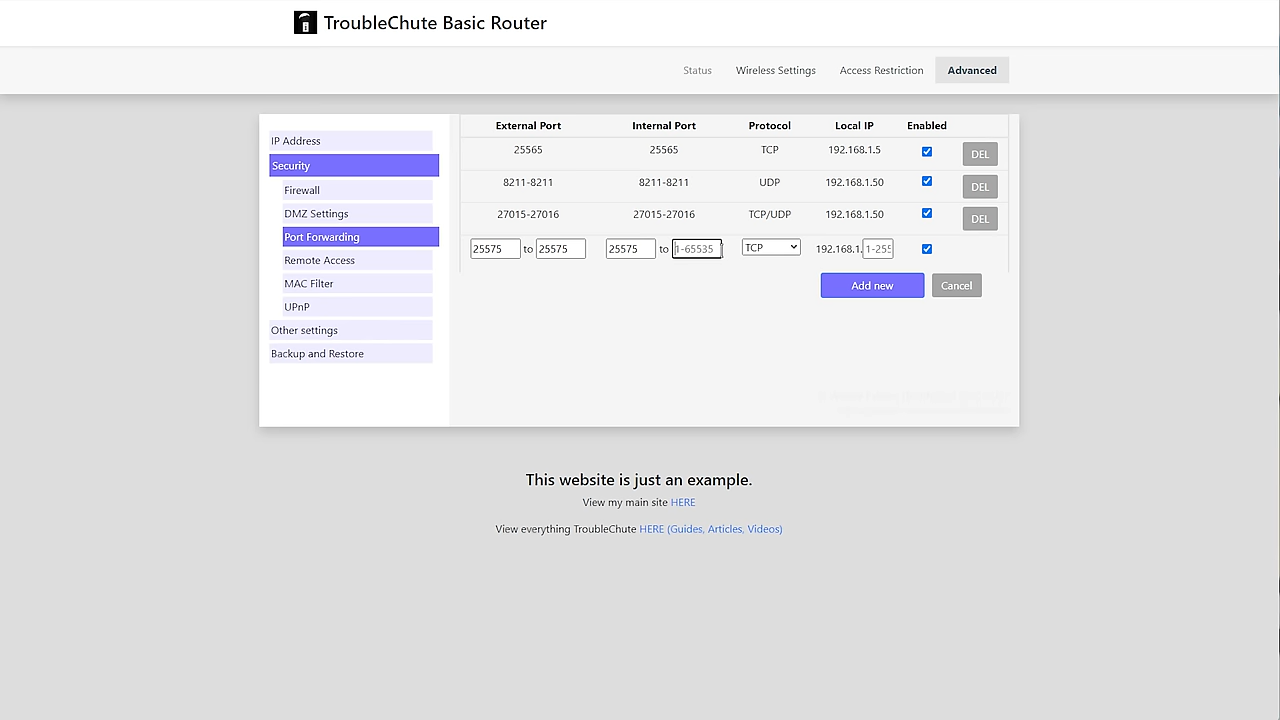 TroubleChute Basic Router
Status Wireless Settings Access Restriction Advanced
IP Address
Security
Firewall
DMZ Settings
Port Forwarding
Remote Access
MAC Filter
UPnP
Other settings
Backup and Restore
External Port Internal Port Protocol Local IP Enabled
25565 25565 TCP 192.168.1.5 DEL
8211-8211 8211-8211 UDP 192.168.1.50 DEL
27015-27016 27015-27016 TCP/UDP 192.168.1.50 DEL
25575 to 25575 25575 to 1-65535 TCP 192.168.1. 1-255
Add new Cancel
This website is just an example.
View my main site HERE
View everything TroubleChute HERE (Guides, Articles, Videos)